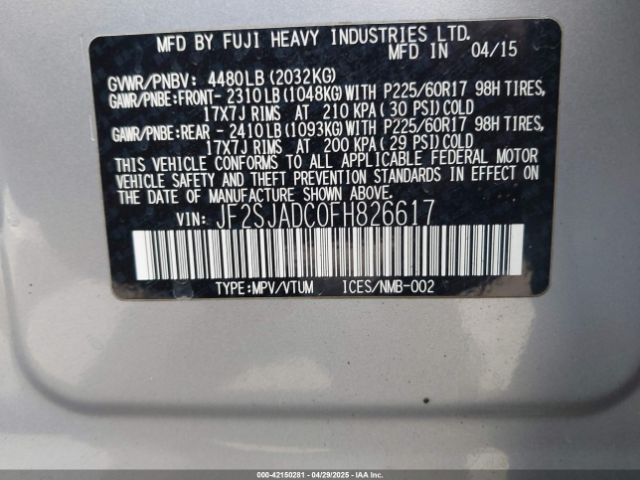 MFD BY FUJI HEAVY INDUSTRIES LTD.
MFD IN 04/15
GVWR/PNBV: 4480LB(2032KG)
GAWR/PNBE:FRONT- 2310LB(1048KG)WITH P225/60R17 98H TIRES,
17X7J RIMS AT 210 KPA( 30 PSI)COLD
GAWR/PNBE:REAR - 2410LB(1093KG)WITH P225/60R17 98H TIRES,
17X7J RIMS AT 200 KPA( 29 PSI)COLD
THIS VEHICLE CONFORMS TO ALL APPLICABLE FEDERAL MOTOR
VEHICLE SAFETY AND THEFT PREVENTION STANDARDS IN EFFECT ON
THE DATE OF MANUFACTURE SHOWN ABOVE.
VIN: JF2SJADC0FH826617
TYPE:MPV/VTUM ICES/NMB-002
000-42150281 04/29/2025 IAAI.COM